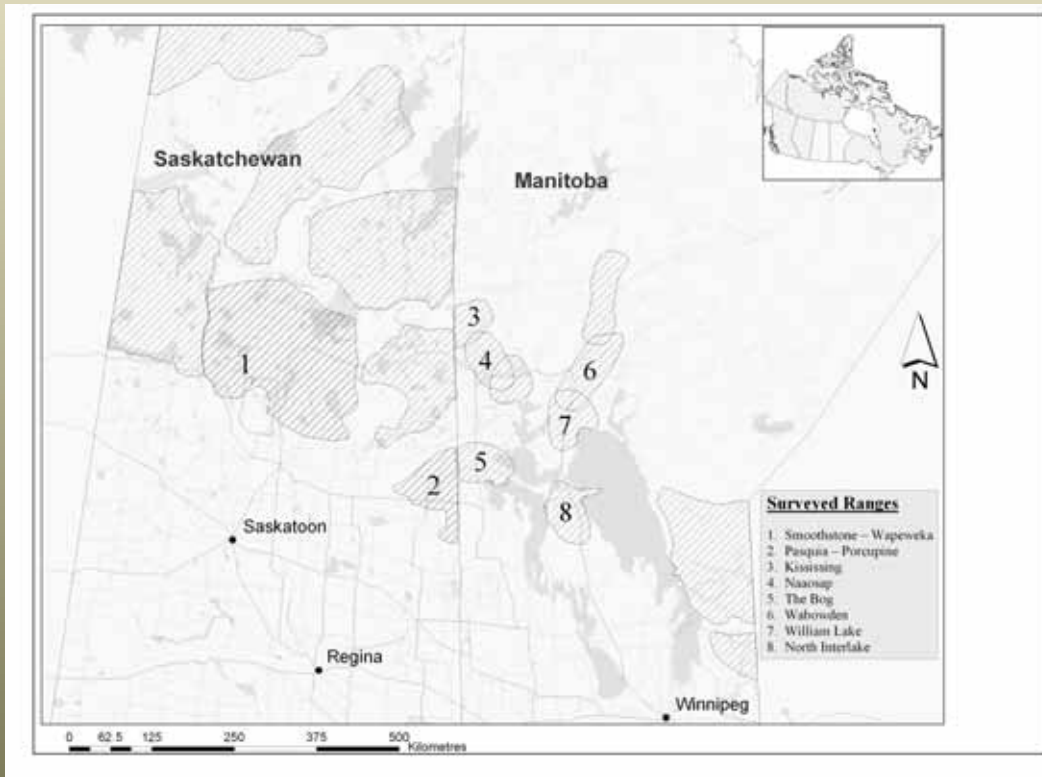 Saskatchewan
Manitoba
3
4
1
6
7
N
5
2
8
Saskatoon
Regina
Winnipeg
Surveyed Ranges
1. Smoothstone – Wapeweka
2. Pasquia – Porcupine
3. Kississing
4. Naosap
5. The Bog
6. Wabowden
7. William Lake
8. North Interlake
0 62.5 125 250 375 500
Kilometres